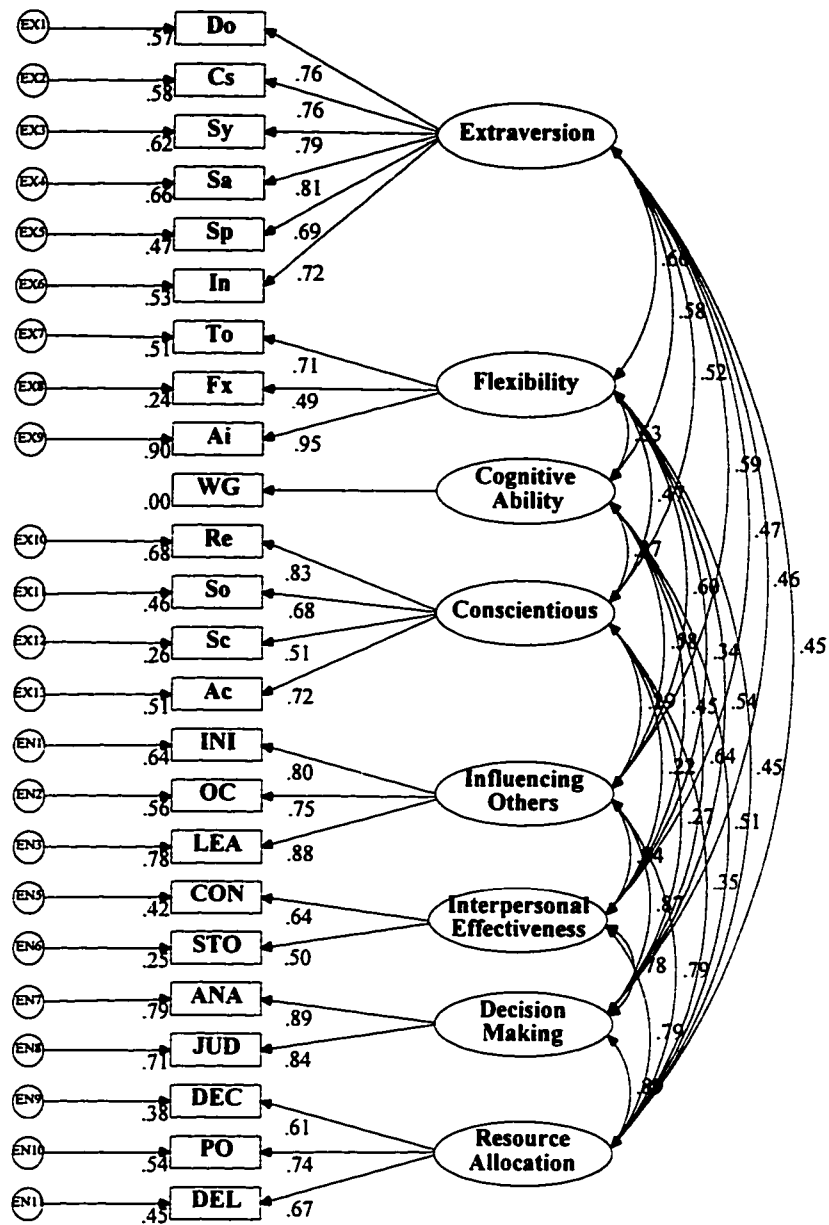 EX1 .57 Do .76
EX2 .58 Cs .76
EX3 .62 Sy .79
Extraversion
EX4 .66 Sa .81
EX5 .47 Sp .69
EX6 .53 In .72
EX7 .51 To .71
EX8 .24 Fx .49
Flexibility
EX9 .90 Ai .95
.00 WG
Cognitive
Ability
EX10 .68 Re .83
EX11 .46 So .68
Conscientious
EX12 .26 Sc .51
EX13 .51 Ac .72
EN1 .64 INI .80
EN2 .56 OC .75
Influencing
Others
EN3 .78 LEA .88
EN5 .42 CON .64
Interpersonal
Effectiveness
EN6 .25 STO .50
EN7 .79 ANA .89
Decision
Making
EN8 .71 JUD .84
EN9 .38 DEC .61
EN10 .54 PO .74
Resource
Allocation
EN11 .45 DEL .67
.58
.52
.59
.47
.46
.45
.47
.60
.34
.58
.45
.54
.64
.45
.22
.27
.51
.35
.87
.79
.78
.79